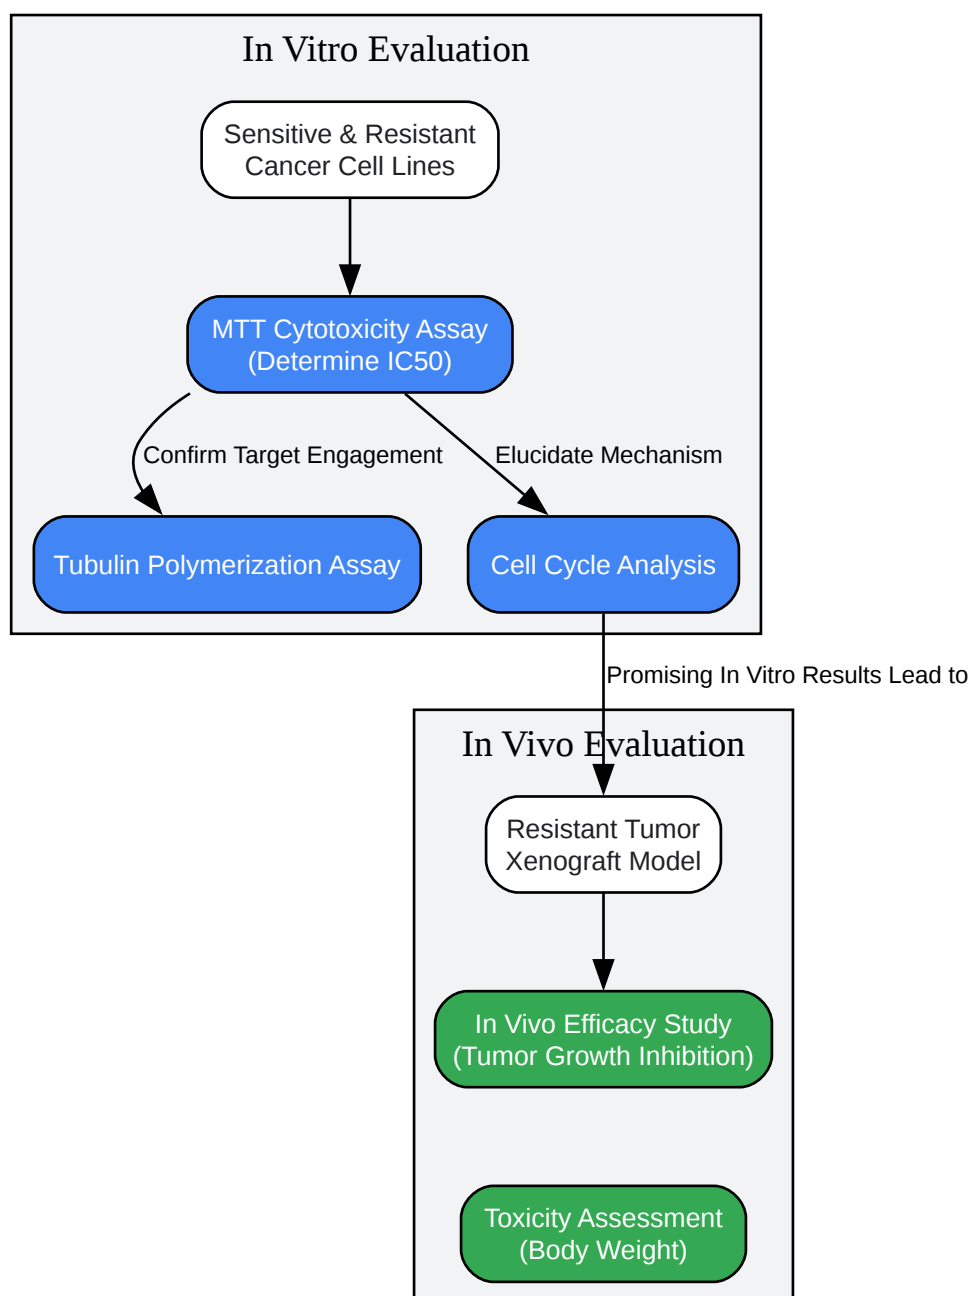 In Vitro Evaluation
Sensitive & Resistant
Cancer Cell Lines
MTT Cytotoxicity Assay
(Determine IC50)
Confirm Target Engagement
Elucidate Mechanism
Tubulin Polymerization Assay
Cell Cycle Analysis
Promising In Vitro Results Lead to
In Vivo Evaluation
Resistant Tumor
Xenograft Model
In Vivo Efficacy Study
(Tumor Growth Inhibition)
Toxicity Assessment
(Body Weight)